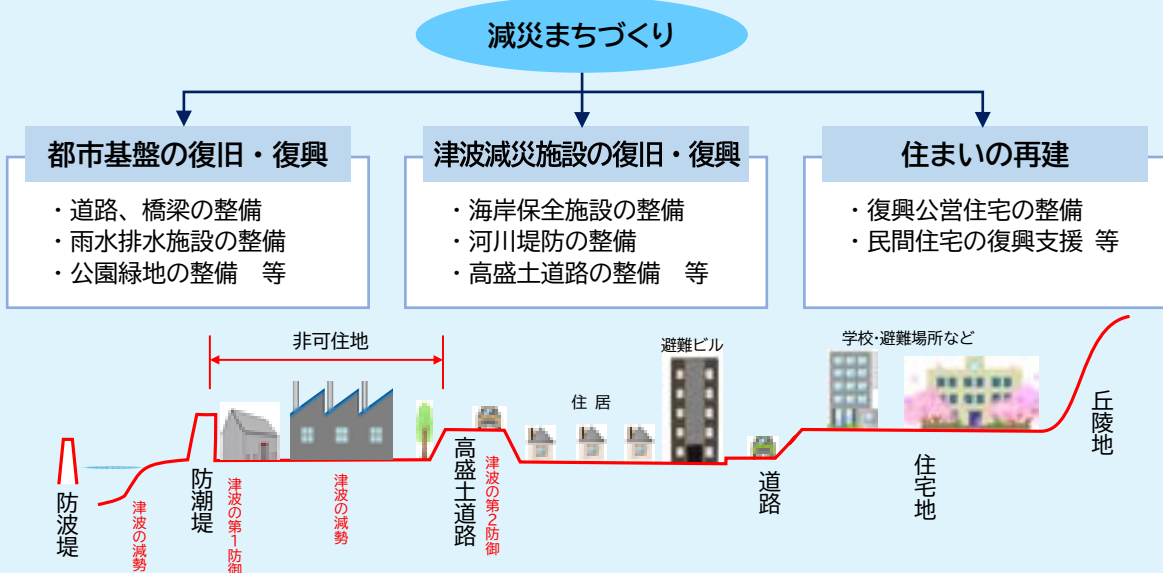 減災まちづくり
都市基盤の復旧・復興
・道路、橋梁の整備
・雨水排水施設の整備
・公園緑地の整備　等
津波減災施設の復旧・復興
・海岸保全施設の整備
・河川堤防の整備
・高盛土道路の整備　等
住まいの再建
・復興公営住宅の整備
・民間住宅の復興支援 等
非可住地
避難ビル
学校・避難場所など
住 居
防波堤
津波の減勢
防潮堤
津波の第1防御
津波の減勢
高盛土道路
津波の第2防御
道路
住宅地
丘陵地